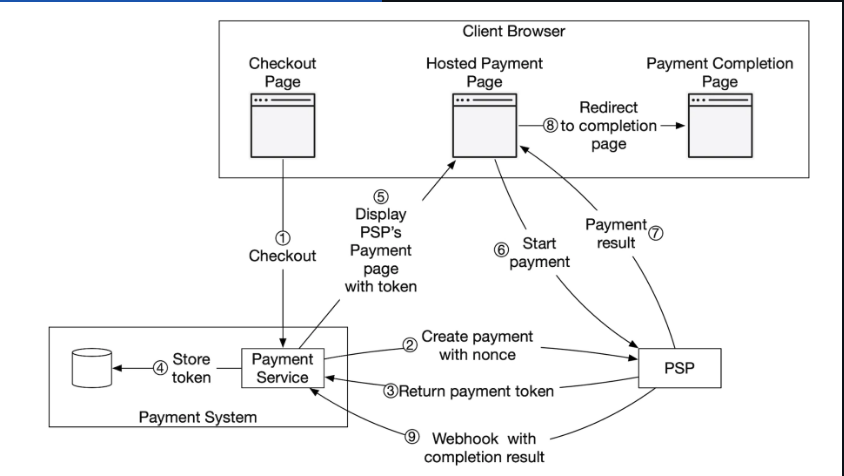 Client Browser
Checkout
Page
Hosted Payment
Page
Payment Completion
Page
⑧ Redirect
to completion
page
①
Checkout
⑤
Display
PSP's
Payment
page
with token
⑥ Start
payment
Payment
result ⑦
② Create payment
with nonce
③Return payment token
④ Store
token
Payment
Service
PSP
Payment System
⑨ Webhook with
completion result